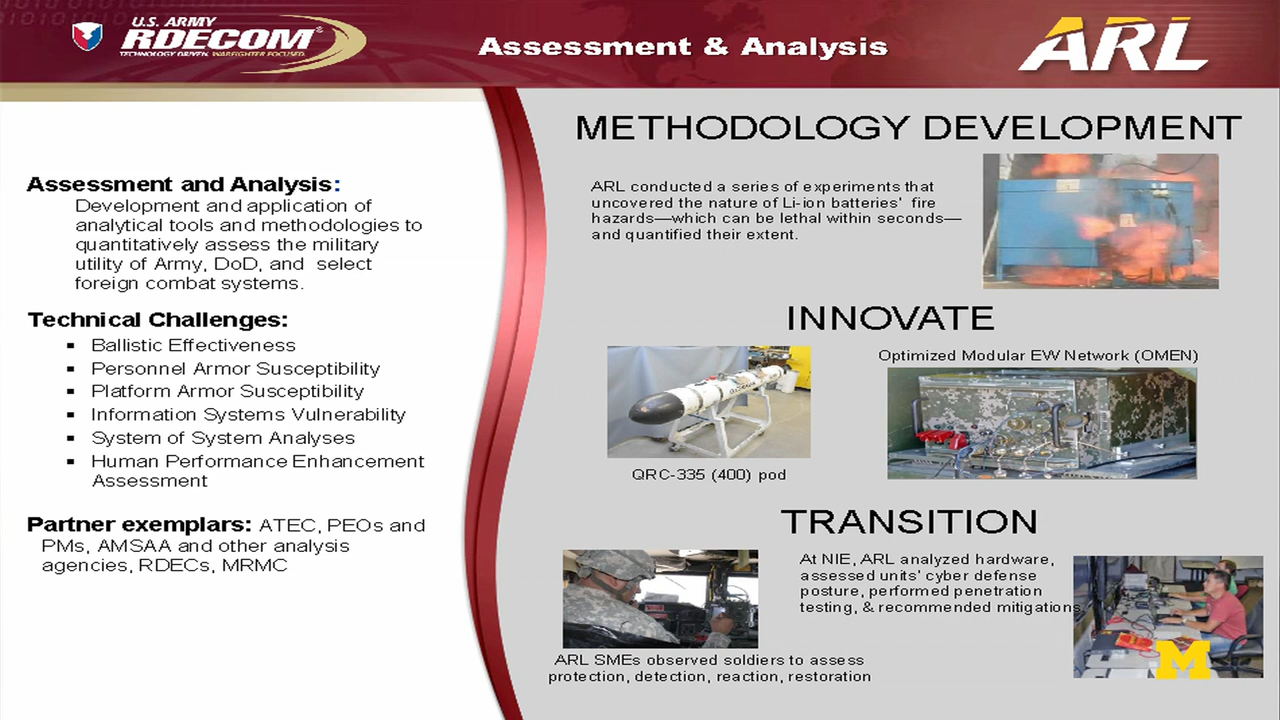 U.S. ARMY
RDECOM®
TECHNOLOGY DRIVEN. WARFIGHTER FOCUSED.
Assessment & Analysis
ARL
Assessment and Analysis:
Development and application of
analytical tools and methodologies to
quantitatively assess the military
utility of Army, DoD, and select
foreign combat systems.
Technical Challenges:
▪ Ballistic Effectiveness
▪ Personnel Armor Susceptibility
▪ Platform Armor Susceptibility
▪ Information Systems Vulnerability
▪ System of System Analyses
▪ Human Performance Enhancement
Assessment
Partner exemplars: ATEC, PEOs and
PMs, AMSAA and other analysis
agencies, RDECs, MRMC
METHODOLOGY DEVELOPMENT
ARL conducted a series of experiments that
uncovered the nature of Li-ion batteries' fire
hazards—which can be lethal within seconds—
and quantified their extent.
INNOVATE
QRC-335 (400) pod
Optimized Modular EW Network (OMEN)
TRANSITION
ARL SMEs observed soldiers to assess
protection, detection, reaction, restoration
At NIE, ARL analyzed hardware,
assessed units' cyber defense
posture, performed penetration
testing, & recommended mitigations.
M